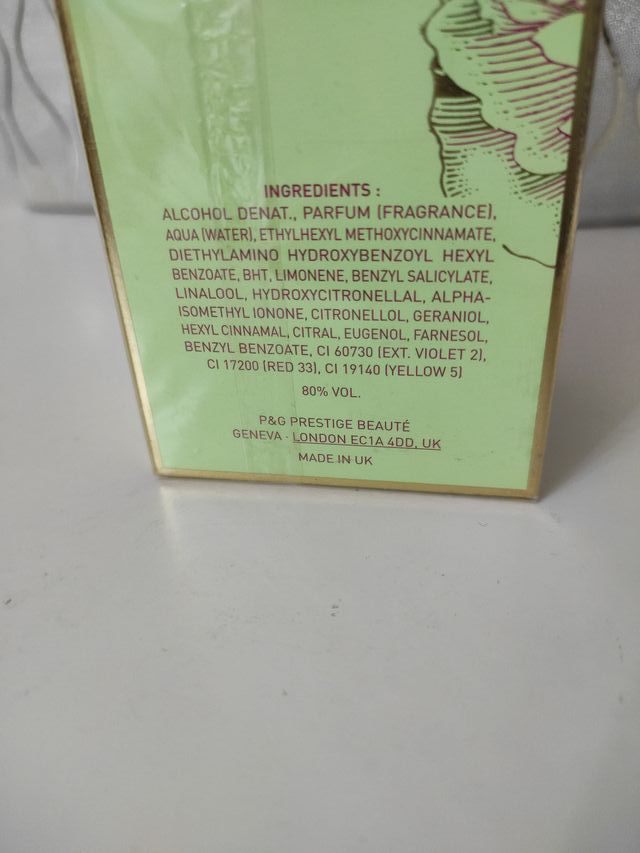 INGREDIENTS :
ALCOHOL DENAT., PARFUM (FRAGRANCE),
AQUA (WATER), ETHYLHEXYL METHOXYCINNAMATE,
DIETHYLAMINO HYDROXYBENZOYL HEXYL
BENZOATE, BHT, LIMONENE, BENZYL SALICYLATE,
LINALOOL, HYDROXYCITRONELLAL, ALPHA-
ISOMETHYL IONONE, CITRONELLOL, GERANIOL,
HEXYL CINNAMAL, CITRAL, EUGENOL, FARNESOL,
BENZYL BENZOATE, CI 60730 (EXT. VIOLET 2),
CI 17200 (RED 33), CI 19140 (YELLOW 5)
80% VOL.
P&G PRESTIGE BEAUTÉ
GENEVA · LONDON EC1A 4DD, UK
MADE IN UK